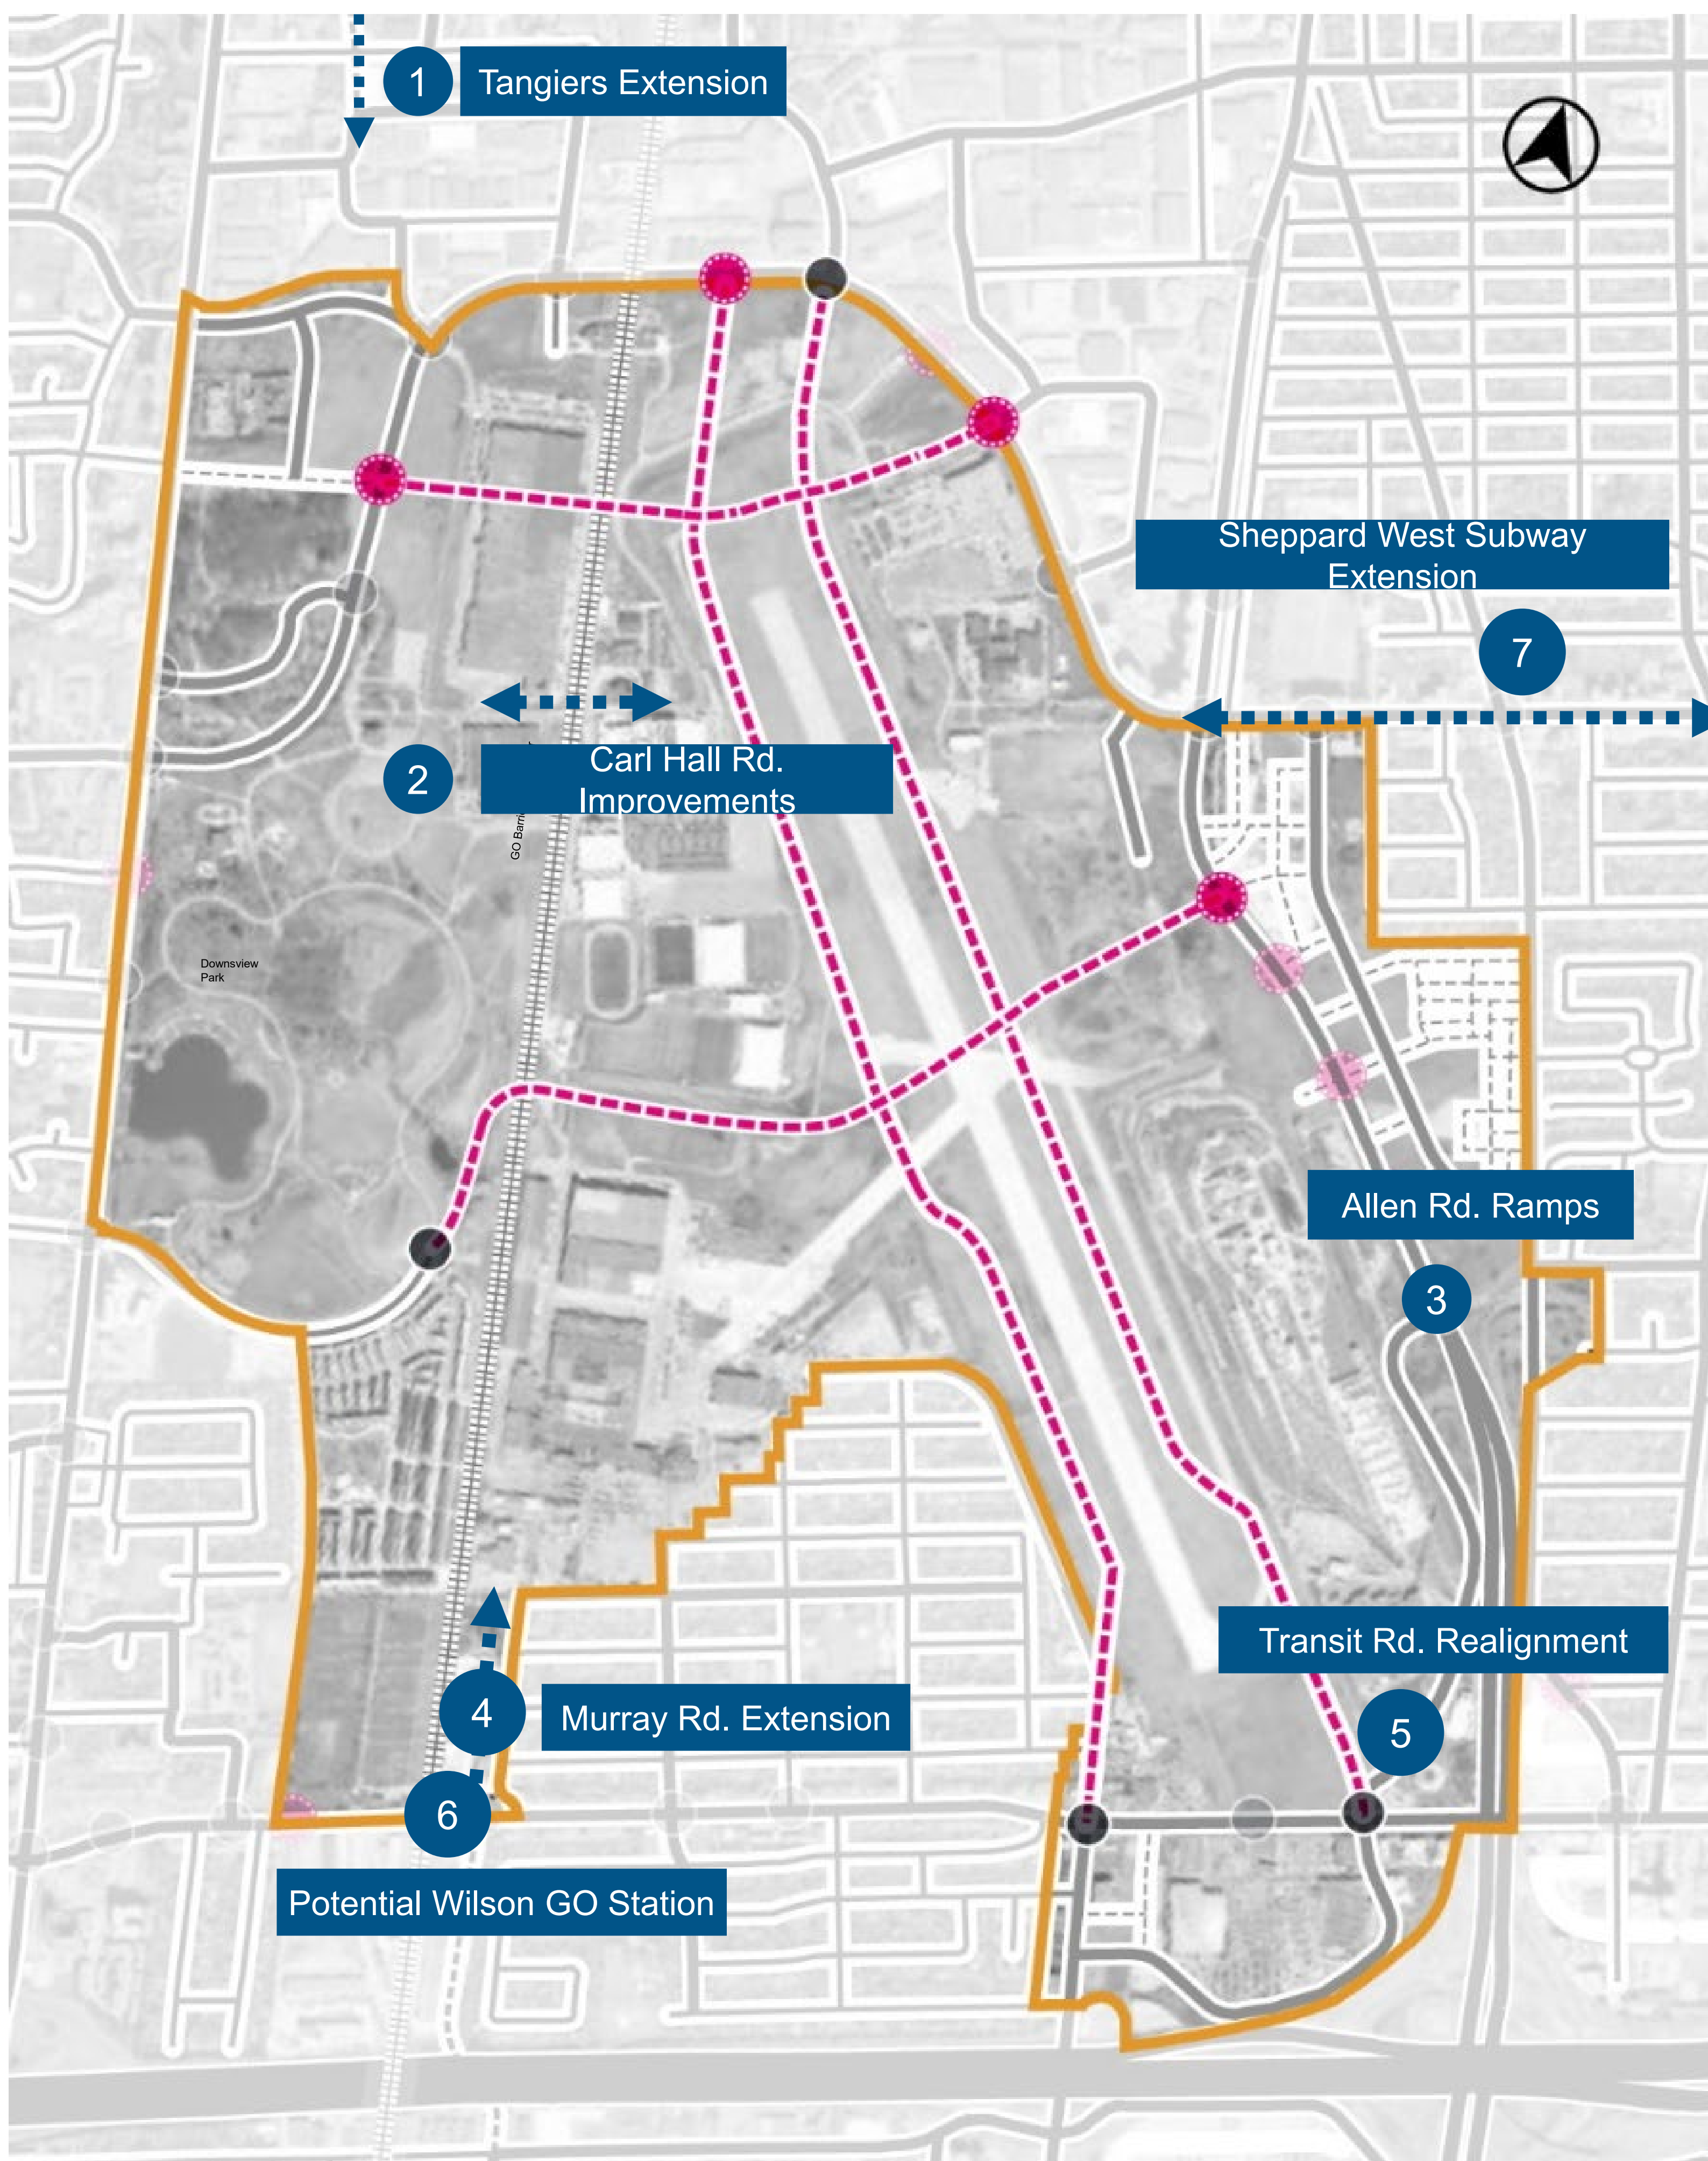 1
Tangiers Extension
Sheppard West Subway
Extension
7
2
Carl Hall Rd.
Improvements
GO Barri
Downsview
Park
Allen Rd. Ramps
3
Transit Rd. Realignment
4
Murray Rd. Extension
5
6
Potential Wilson GO Station